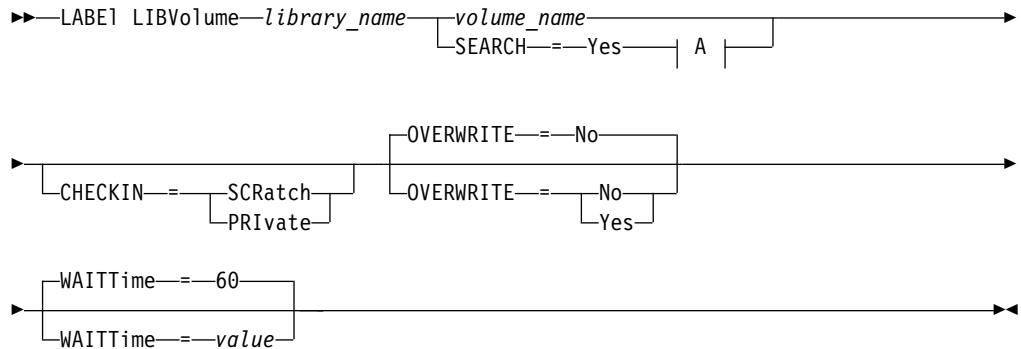 LABEl LIBVolume library_name volume_name
SEARCH = Yes A
OVERWRITE = No
CHECKIN = SCRatch OVERWRITE = No
PRIvate Yes
WAITTime = 60
WAITTime = value